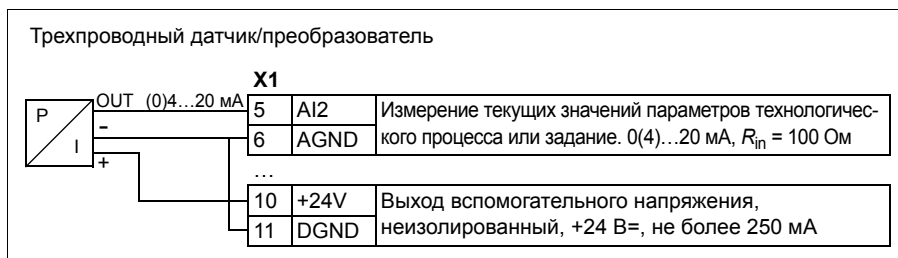 Трехпроводный датчик/преобразователь
X1
P
I
OUT (0)4…20 мА
-
+
5 AI2 Измерение текущих значений параметров технологичес-
6 AGND кого процесса или задание. 0(4)…20 мА, Rin = 100 Ом
…
10 +24V Выход вспомогательного напряжения,
11 DGND неизолированный, +24 В=, не более 250 мА